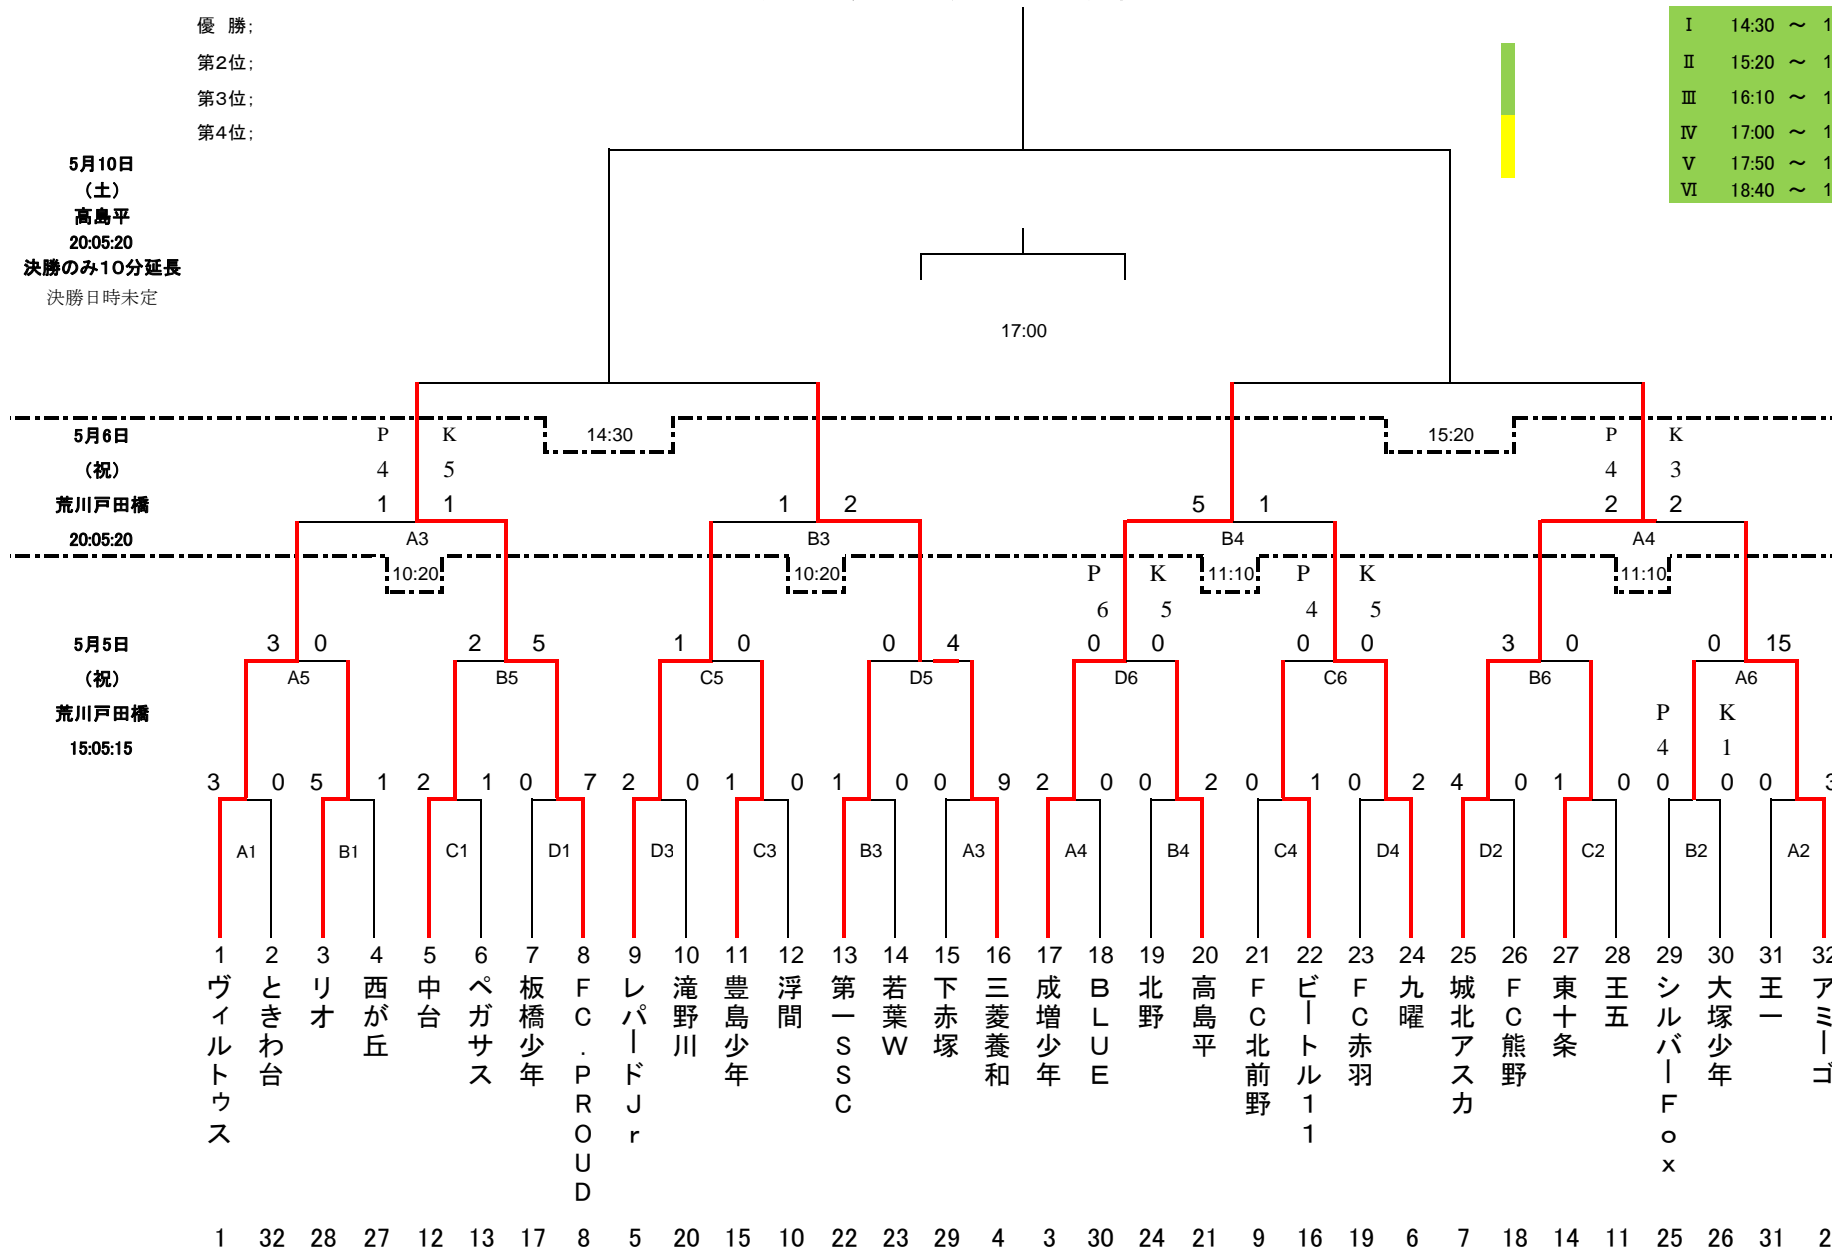 優 勝;
第2位;
第3位;
第4位;
Ⅰ 14:30 ～ 1
Ⅱ 15:20 ～ 1
Ⅲ 16:10 ～ 1
Ⅳ 17:00 ～ 1
Ⅴ 17:50 ～ 1
Ⅵ 18:40 ～ 1
5月10日
（土）
高島平
20:05:20
決勝のみ10分延長
決勝日時未定
17:00
5月6日 P K 14:30 15:20 P K
（祝） 4 5 4 3
荒川戸田橋 1 1 1 2 5 1 2 2
20:05:20 A3 B3 B4 A4
10:20 10:20 P K 11:10 P K 11:10
6 5 4 5
5月5日 3 0 2 5 1 0 0 4 0 0 0 0 3 0 0 15
（祝） A5 B5 C5 D5 D6 C6 B6 A6
荒川戸田橋 P K
15:05:15 4 1
3 0 5 1 2 1 0 7 2 0 1 0 1 0 0 9 2 0 0 2 0 1 0 2 4 0 1 0 0 0 0 3
A1 B1 C1 D1 D3 C3 B3 A3 A4 B4 C4 D4 D2 C2 B2 A2
1 2 3 4 5 6 7 8 9 10 11 12 13 14 15 16 17 18 19 20 21 22 23 24 25 26 27 28 29 30 31 32
ヴィルトゥス
ときわ台
リオ
西が丘
中台
ペガサス
板橋少年
FC.PROUD
レパードJr
滝野川
豊島少年
浮間
第一SSC
若葉W
下赤塚
三菱養和
成増少年
BLUE
北野
高島平
FC北前野
ビートル11
FC赤羽
九曜
城北アスカ
FC熊野
東十条
王五
シルバーFox
大塚少年
王一
アミーゴ
1 32 28 27 12 13 17 8 5 20 15 10 22 23 29 4 3 30 24 21 9 16 19 6 7 18 14 11 25 26 31 2